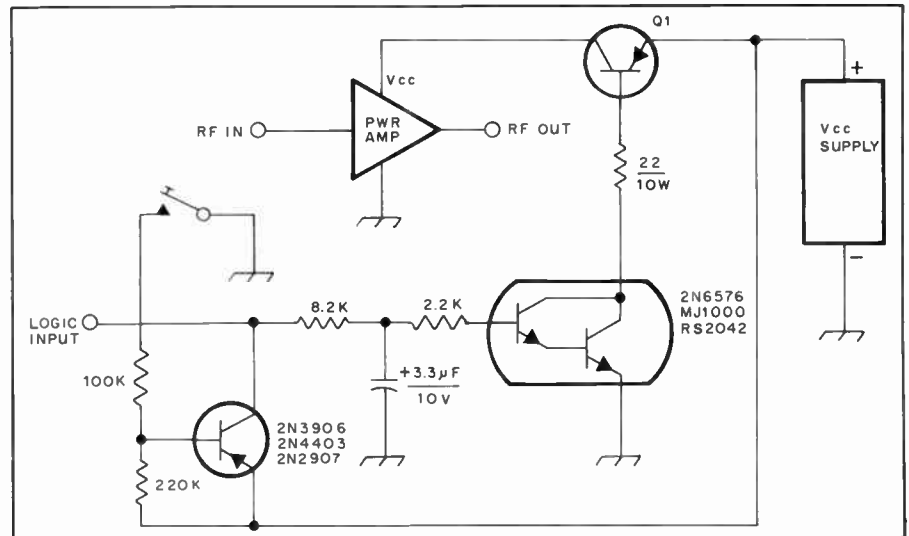 Q1
Vcc
PWR
AMP
RF IN
RF OUT
22
10W
+
Vcc
SUPPLY
-
LOGIC
INPUT
8.2K
2.2K
2N6576
MJ1000
RS2042
100K
+3.3µF
10V
2N3906
2N4403
2N2907
220K